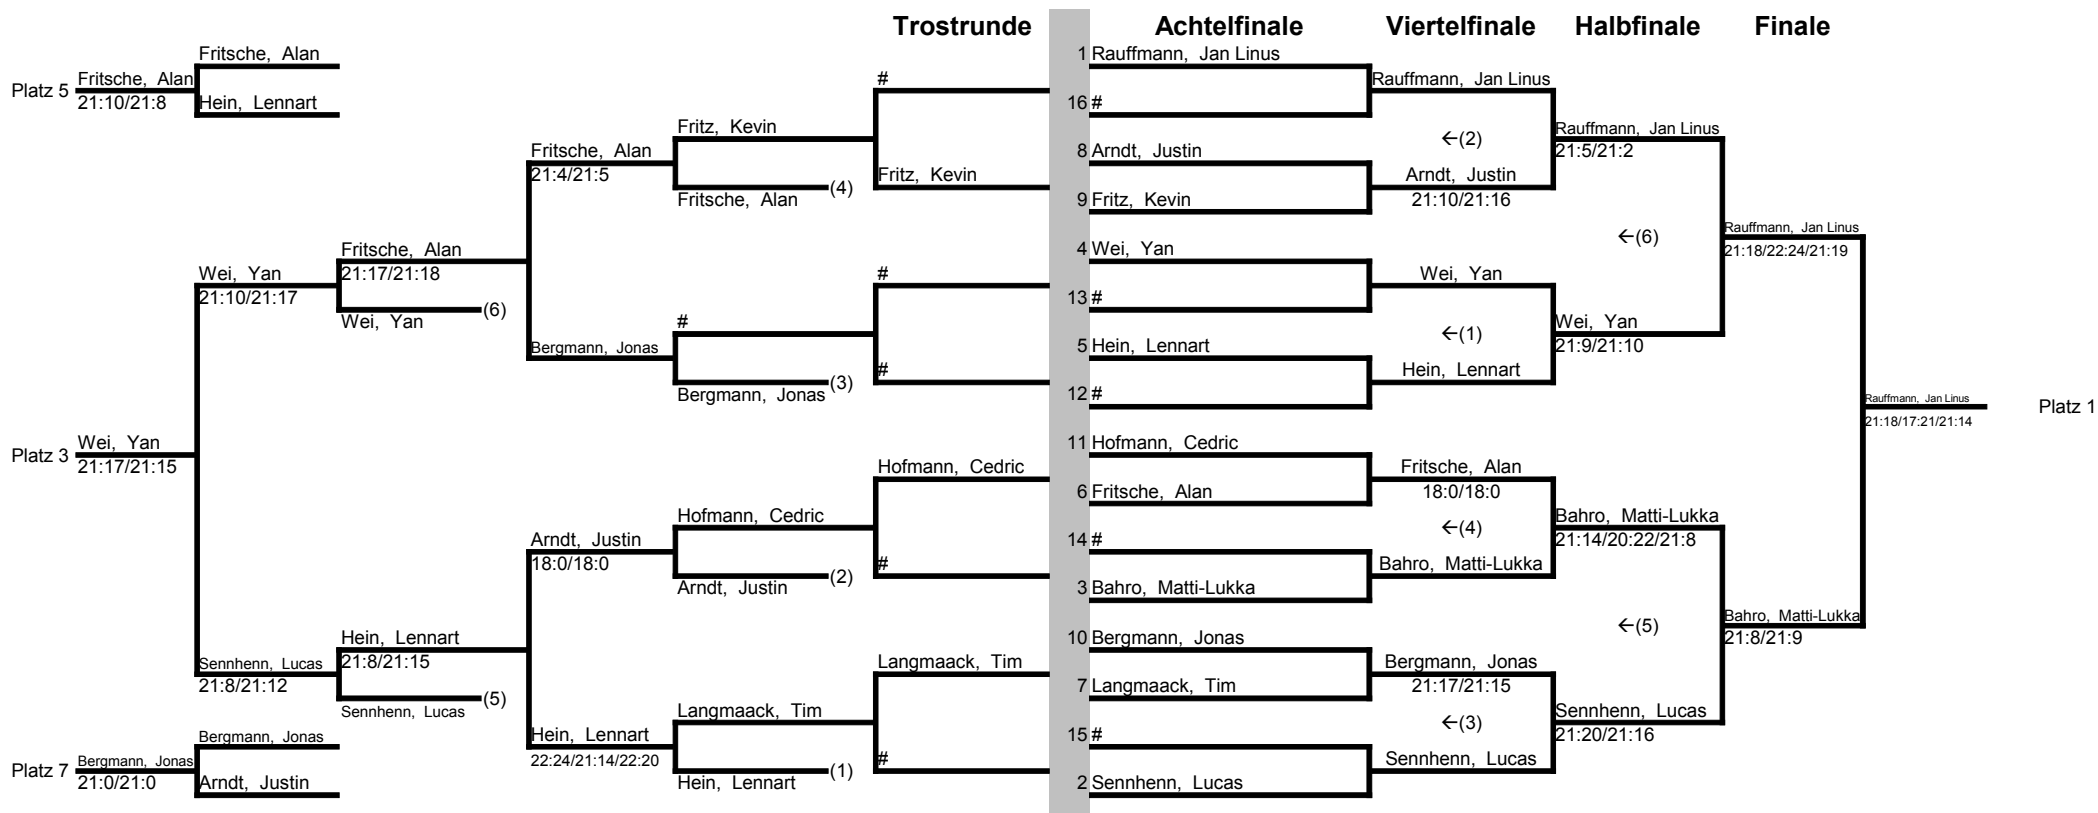 Trostrunde Achtelfinale Viertelfinale Halbfinale Finale
Fritsche, Alan
Platz 5 Fritsche, Alan
21:10/21:8
Hein, Lennart
Platz 3 Wei, Yan
21:17/21:15
Platz 7 Bergmann, Jonas
21:0/21:0
Bergmann, Jonas
Arndt, Justin
Wei, Yan
21:10/21:17
Sennhenn, Lucas
21:8/21:12
Fritsche, Alan
21:17/21:18
Wei, Yan (6)
Hein, Lennart
21:8/21:15
Sennhenn, Lucas (5)
Fritsche, Alan
21:4/21:5
Bergmann, Jonas
Arndt, Justin
18:0/18:0
Hein, Lennart
22:24/21:14/22:20
Fritz, Kevin
Fritsche, Alan (4)
#
Bergmann, Jonas (3)
Hofmann, Cedric
Arndt, Justin (2)
Langmaack, Tim
Hein, Lennart (1)
#
Fritz, Kevin
#
#
Hofmann, Cedric
#
Langmaack, Tim
#
1 Rauffmann, Jan Linus
16 #
8 Arndt, Justin
9 Fritz, Kevin
4 Wei, Yan
13 #
5 Hein, Lennart
12 #
11 Hofmann, Cedric
6 Fritsche, Alan
14 #
3 Bahro, Matti-Lukka
10 Bergmann, Jonas
7 Langmaack, Tim
15 #
2 Sennhenn, Lucas
Rauffmann, Jan Linus
←(2)
Arndt, Justin
21:10/21:16
Wei, Yan
←(1)
Hein, Lennart
Fritsche, Alan
18:0/18:0
←(4)
Bahro, Matti-Lukka
Bergmann, Jonas
21:17/21:15
←(3)
Sennhenn, Lucas
Rauffmann, Jan Linus
21:5/21:2
←(6)
Wei, Yan
21:9/21:10
Bahro, Matti-Lukka
21:14/20:22/21:8
←(5)
Sennhenn, Lucas
21:20/21:16
Rauffmann, Jan Linus
21:18/22:24/21:19
Bahro, Matti-Lukka
21:8/21:9
Rauffmann, Jan Linus
21:18/17:21/21:14
Platz 1